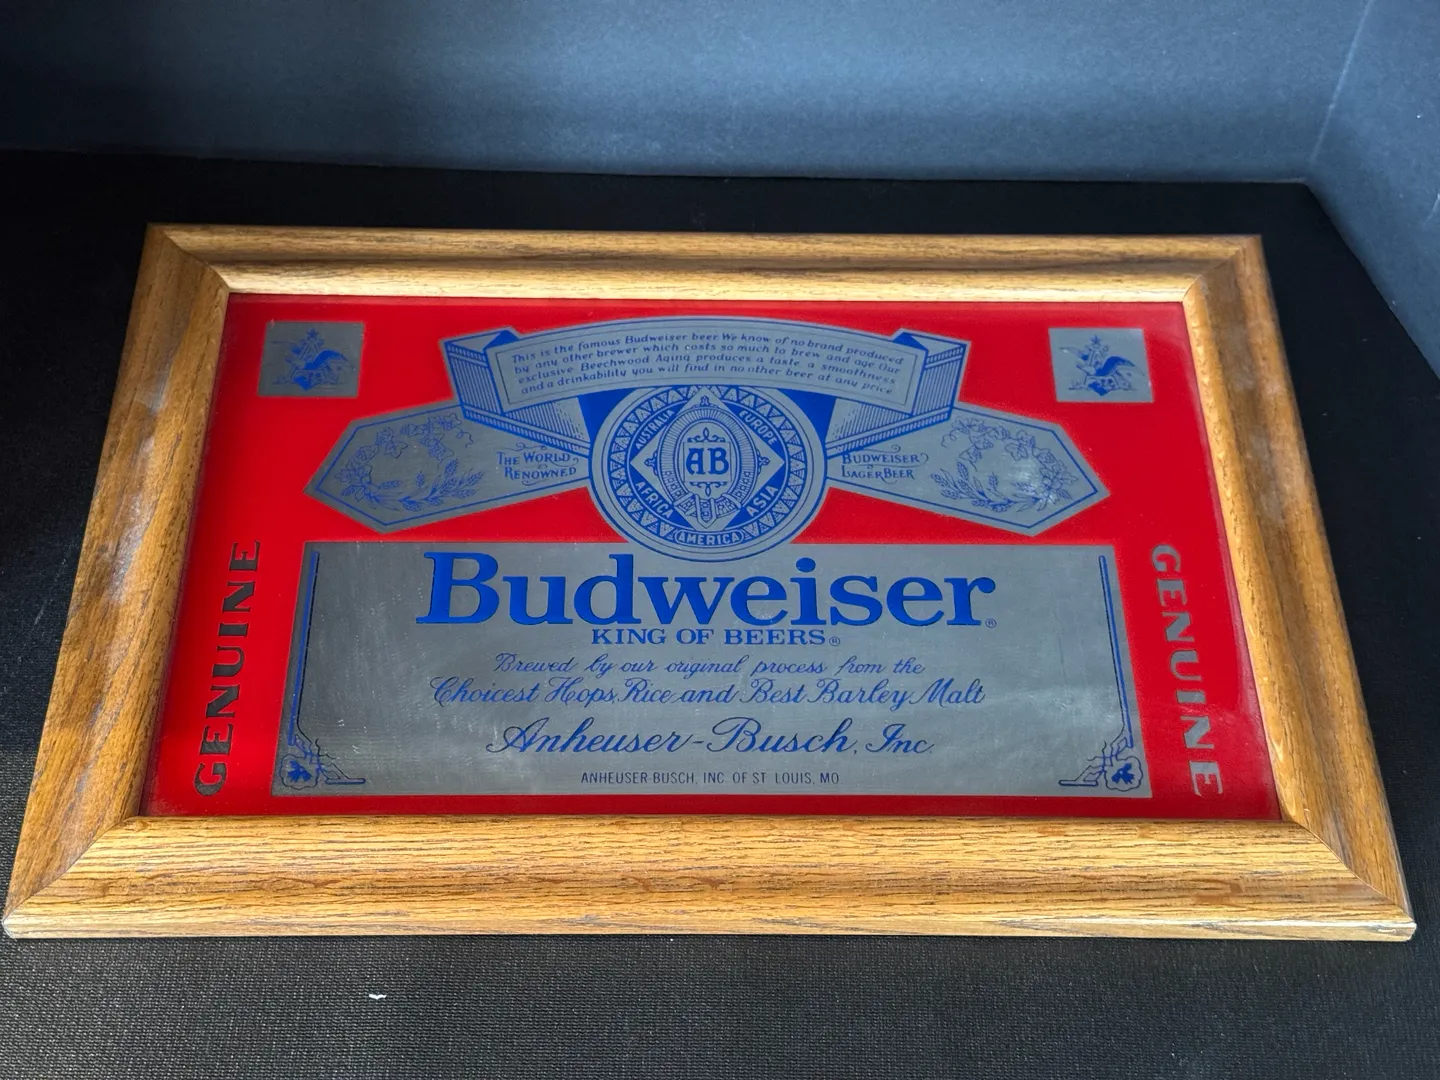 This is the famous Budweiser beer. We know of no brand produced
by any other brewer which costs so much to brew and age. Our
exclusive Beechwood Aging produces a taste, a smoothness
and a drinkability you will find in no other beer at any price.
AUSTRALIA
EUROPE
AB
AFRICA
ASIA
AMERICA
THE WORLD
RENOWNED
BUDWEISER
LAGER BEER
GENUINE
GENUINE
Budweiser®
KING OF BEERS®
Brewed by our original process from the
Choicest Hops, Rice and Best Barley Malt
Anheuser-Busch, Inc.
ANHEUSER-BUSCH, INC. OF ST. LOUIS, MO.